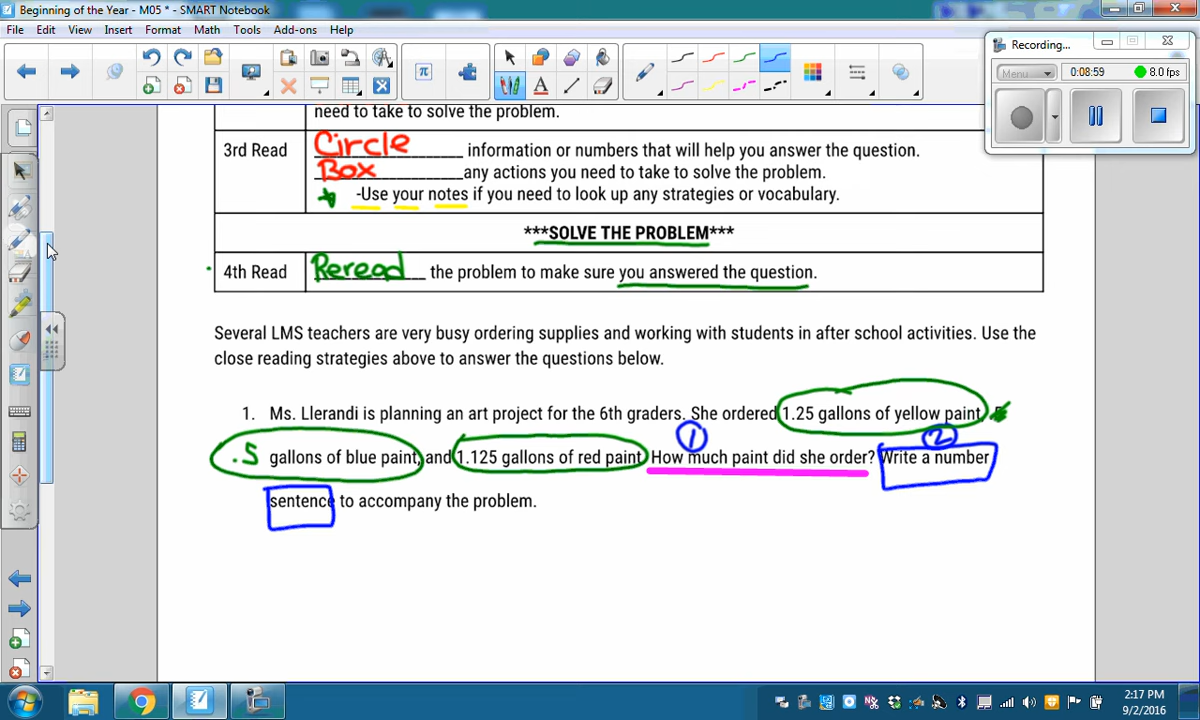 Beginning of the Year - M05 * - SMART Notebook
File Edit View Insert Format Math Tools Add-ons Help
Recording...
Menu 0:08:59 8.0 fps
need to take to solve the problem.
3rd Read Circle information or numbers that will help you answer the question.
Box any actions you need to take to solve the problem.
-Use your notes if you need to look up any strategies or vocabulary.
***SOLVE THE PROBLEM***
4th Read Reread the problem to make sure you answered the question.
Several LMS teachers are very busy ordering supplies and working with students in after school activities. Use the
close reading strategies above to answer the questions below.
1. Ms. Llerandi is planning an art project for the 6th graders. She ordered 1.25 gallons of yellow paint,
1 2
.5 gallons of blue paint, and 1.125 gallons of red paint. How much paint did she order? Write a number
sentence to accompany the problem.
2:17 PM
9/2/2016